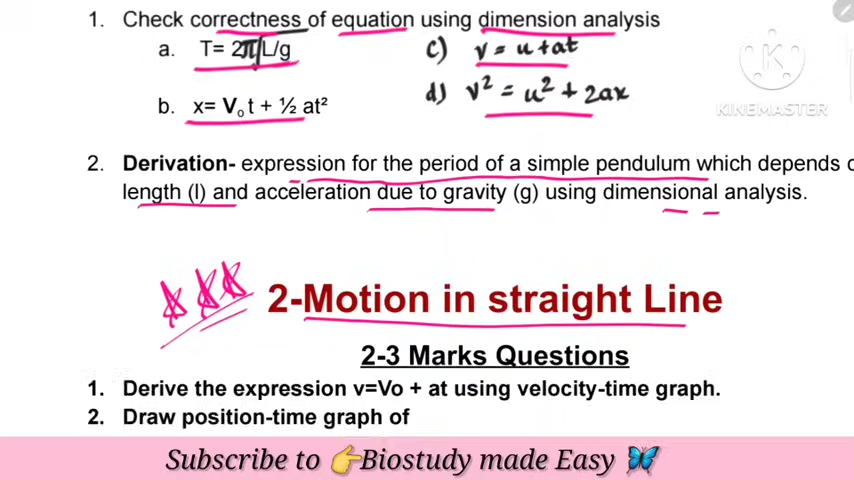 1. Check correctness of equation using dimension analysis
a. T= 2π√L/g
c) v = u + at
b. x= Vₒ t + ½ at²
d) v² = u² + 2ax
KINEMASTER
2. Derivation- expression for the period of a simple pendulum which depends
length (l) and acceleration due to gravity (g) using dimensional analysis.
2-Motion in straight Line
2-3 Marks Questions
1. Derive the expression v=Vo + at using velocity-time graph.
2. Draw position-time graph of
Subscribe to 👉Biostudy made Easy 🦋